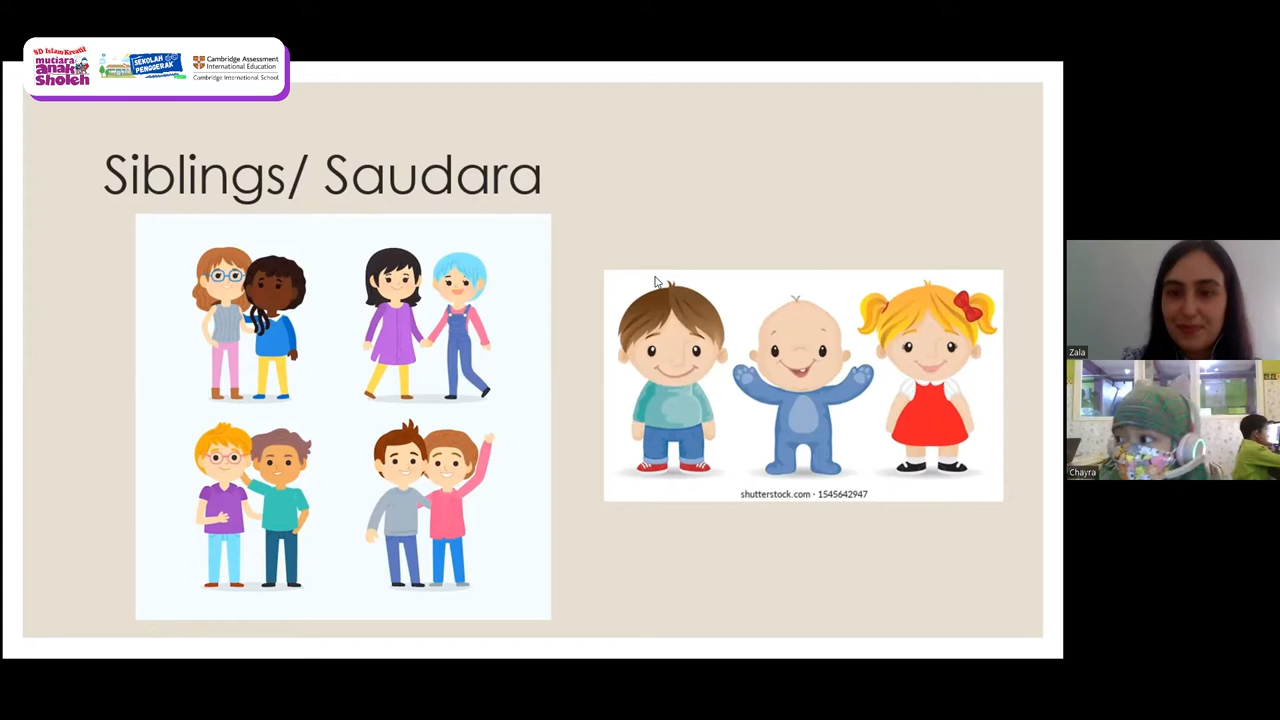 SD Islam Kreatif
mutiara
anak
Sholeh
SEKOLAH
PENGGERAK
Cambridge Assessment
International Education
Cambridge International School
Siblings/ Saudara
shutterstock.com · 1545642947
Zala
Chayra